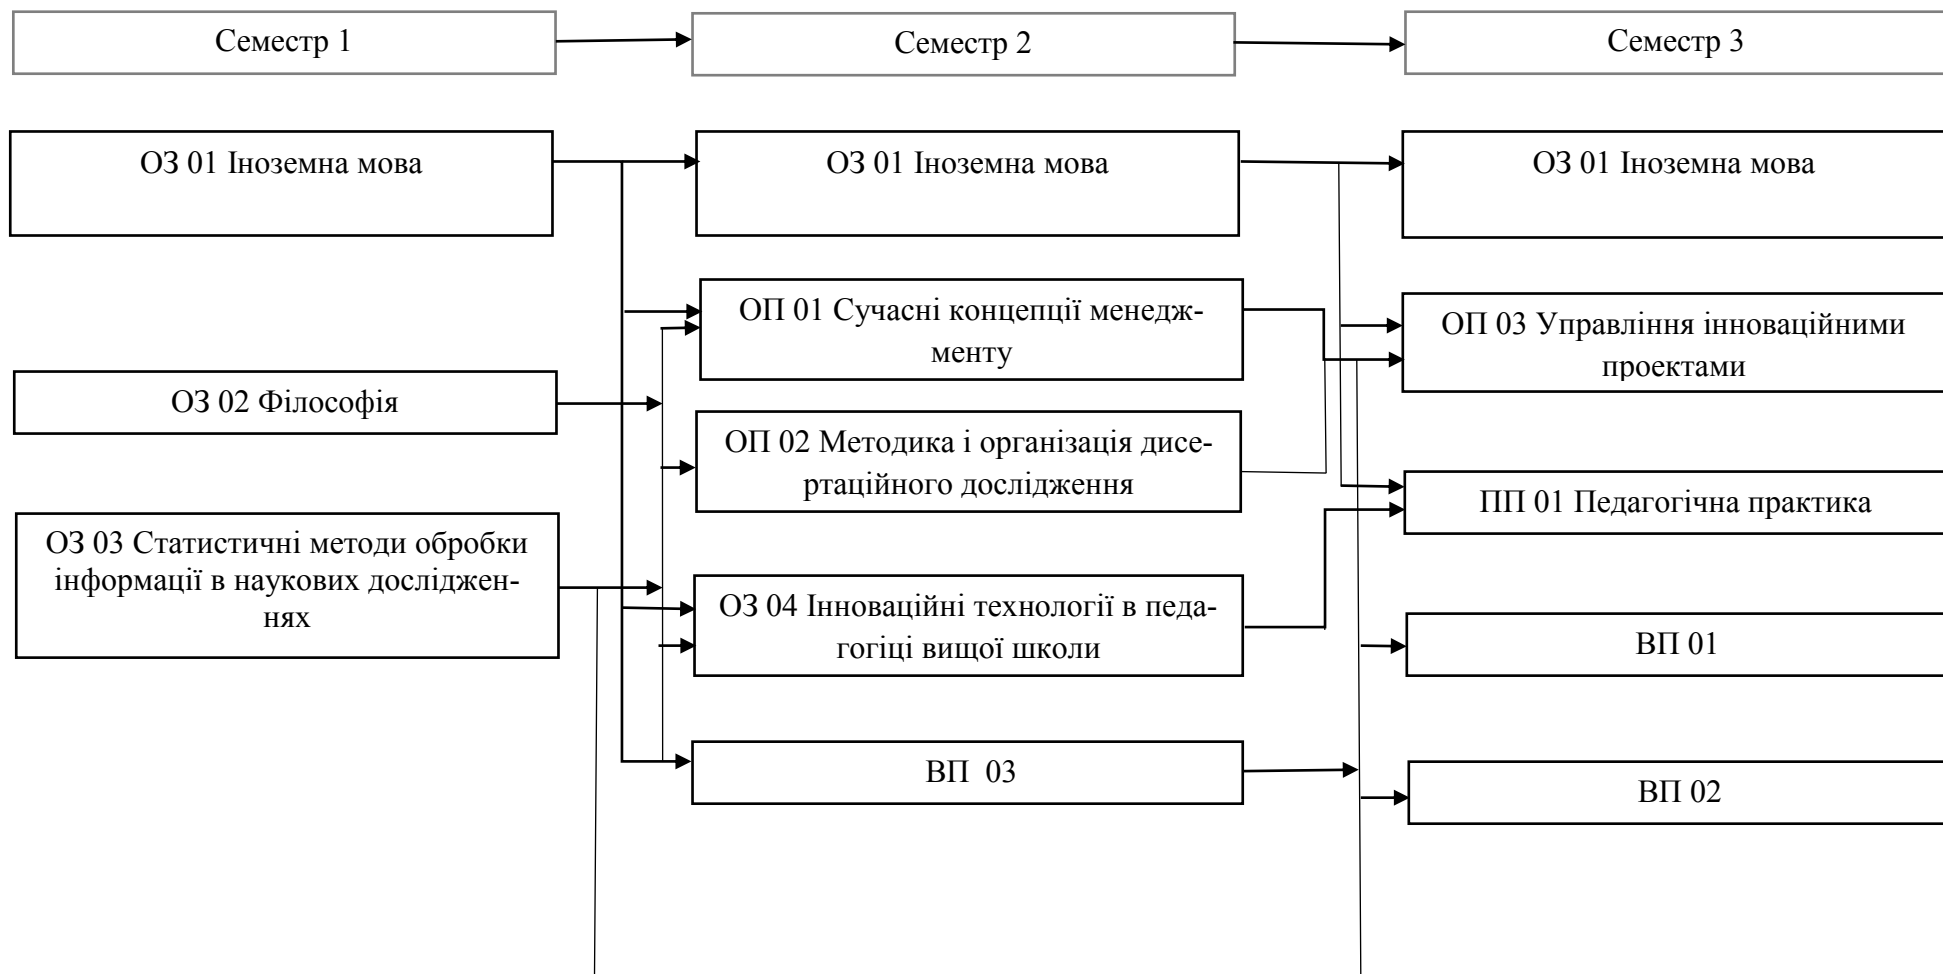 Семестр 1
Семестр 2
Семестр 3
ОЗ 01 Іноземна мова
ОЗ 01 Іноземна мова
ОЗ 01 Іноземна мова
ОП 01 Сучасні концепції менедж-
менту
ОП 03 Управління інноваційними
проектами
ОЗ 02 Філософія
ОП 02 Методика і організація дисе-
ртаційного дослідження
ПП 01 Педагогічна практика
ОЗ 03 Статистичні методи обробки
інформації в наукових досліджен-
нях
ОЗ 04 Інноваційні технології в педа-
гогіці вищої школи
ВП 01
ВП  03
ВП 02